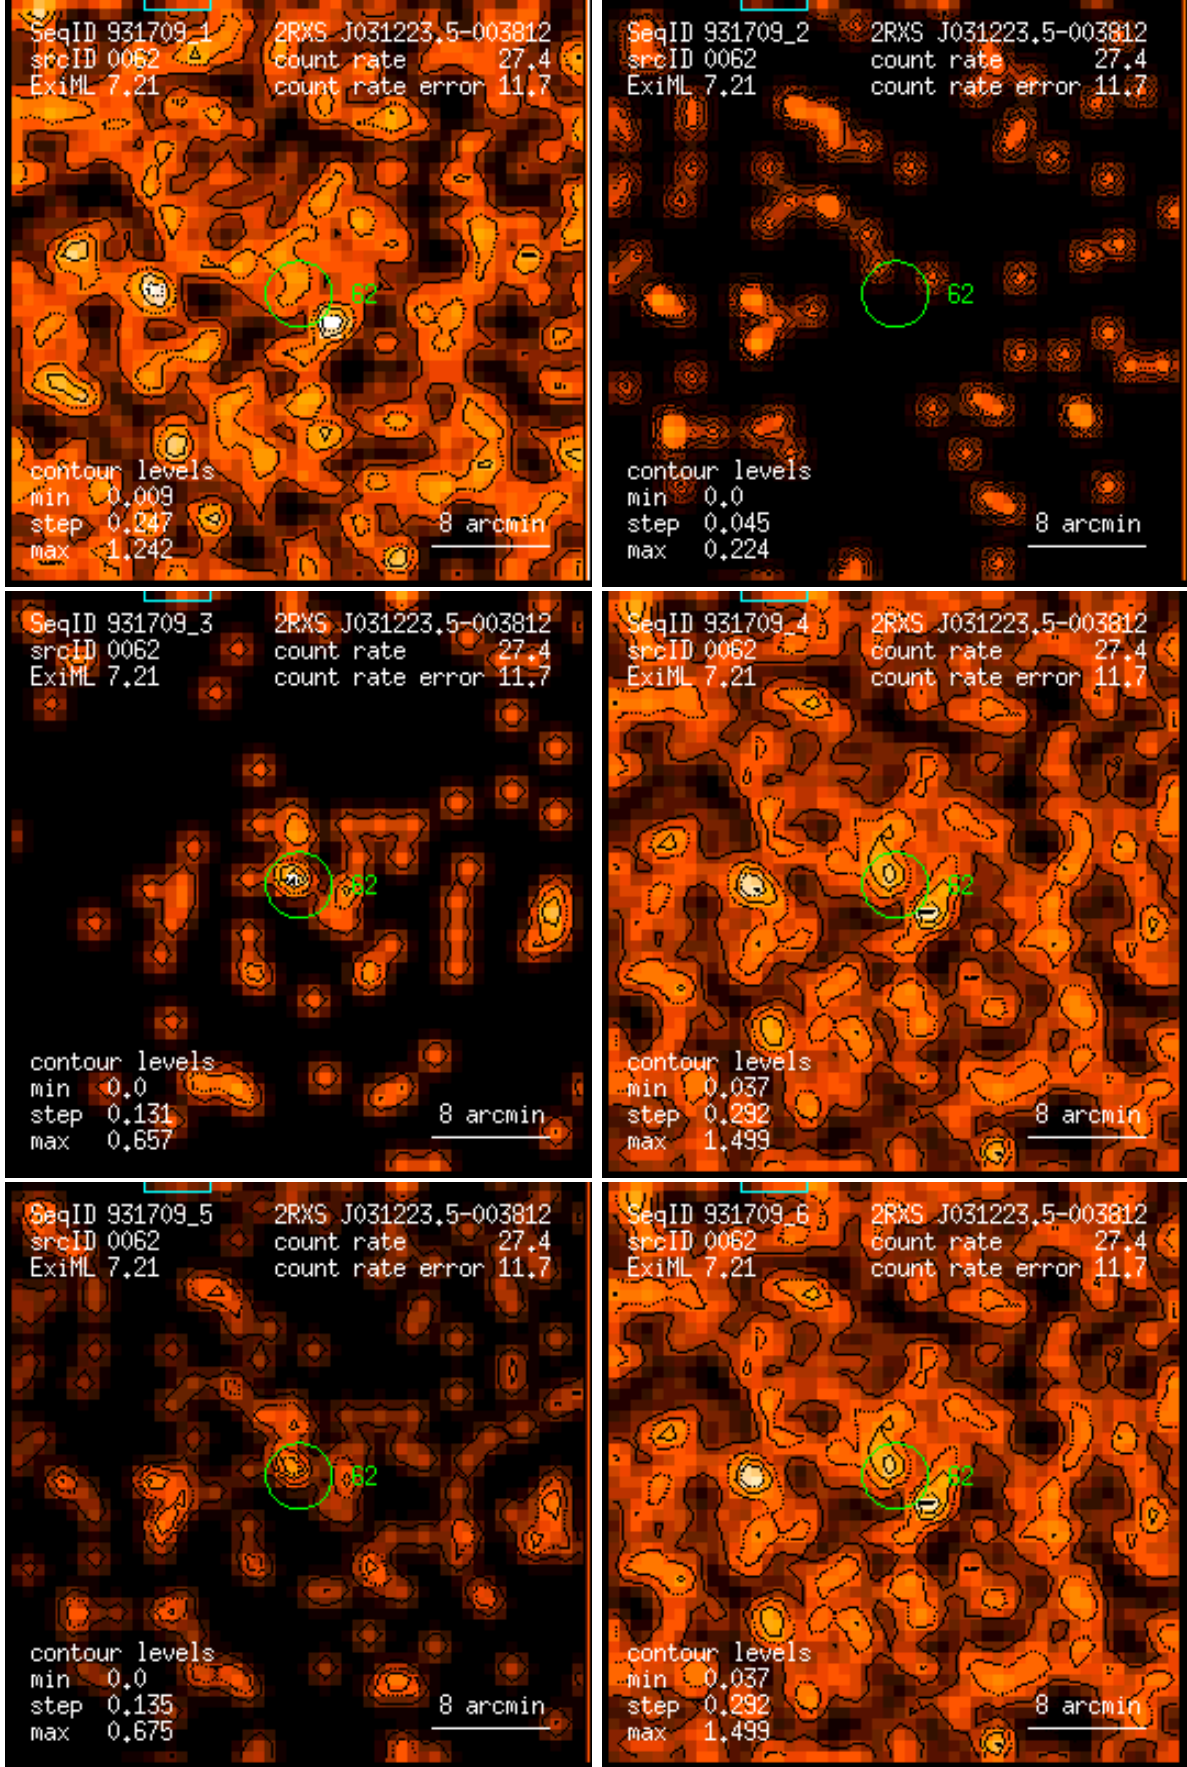 SeqID 931709_1 2RXS J031223.5-003812
srcID 0062 count rate 27.4
ExiML 7.21 count rate error 11.7
62
contour levels
min 0.009
step 0.247 8 arcmin
max 1.242
SeqID 931709_2 2RXS J031223.5-003812
srcID 0062 count rate 27.4
ExiML 7.21 count rate error 11.7
62
contour levels
min 0.0
step 0.045 8 arcmin
max 0.224
SeqID 931709_3 2RXS J031223.5-003812
srcID 0062 count rate 27.4
ExiML 7.21 count rate error 11.7
62
contour levels
min 0.0
step 0.131 8 arcmin
max 0.657
SeqID 931709_4 2RXS J031223.5-003812
srcID 0062 count rate 27.4
ExiML 7.21 count rate error 11.7
62
contour levels
min 0.037
step 0.292 8 arcmin
max 1.499
SeqID 931709_5 2RXS J031223.5-003812
srcID 0062 count rate 27.4
ExiML 7.21 count rate error 11.7
62
contour levels
min 0.0
step 0.135 8 arcmin
max 0.675
SeqID 931709_6 2RXS J031223.5-003812
srcID 0062 count rate 27.4
ExiML 7.21 count rate error 11.7
62
contour levels
min 0.037
step 0.292 8 arcmin
max 1.499